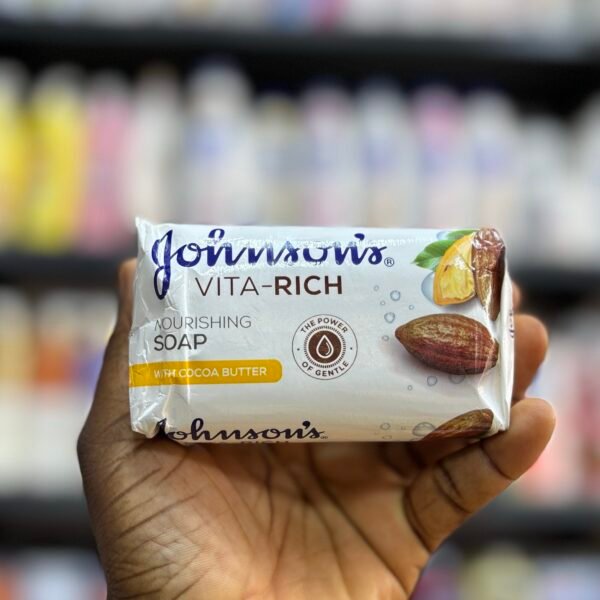 Johnson's®
VITA-RICH
NOURISHING
SOAP
WITH COCOA BUTTER
THE POWER
OF GENTLE
Johnson's®